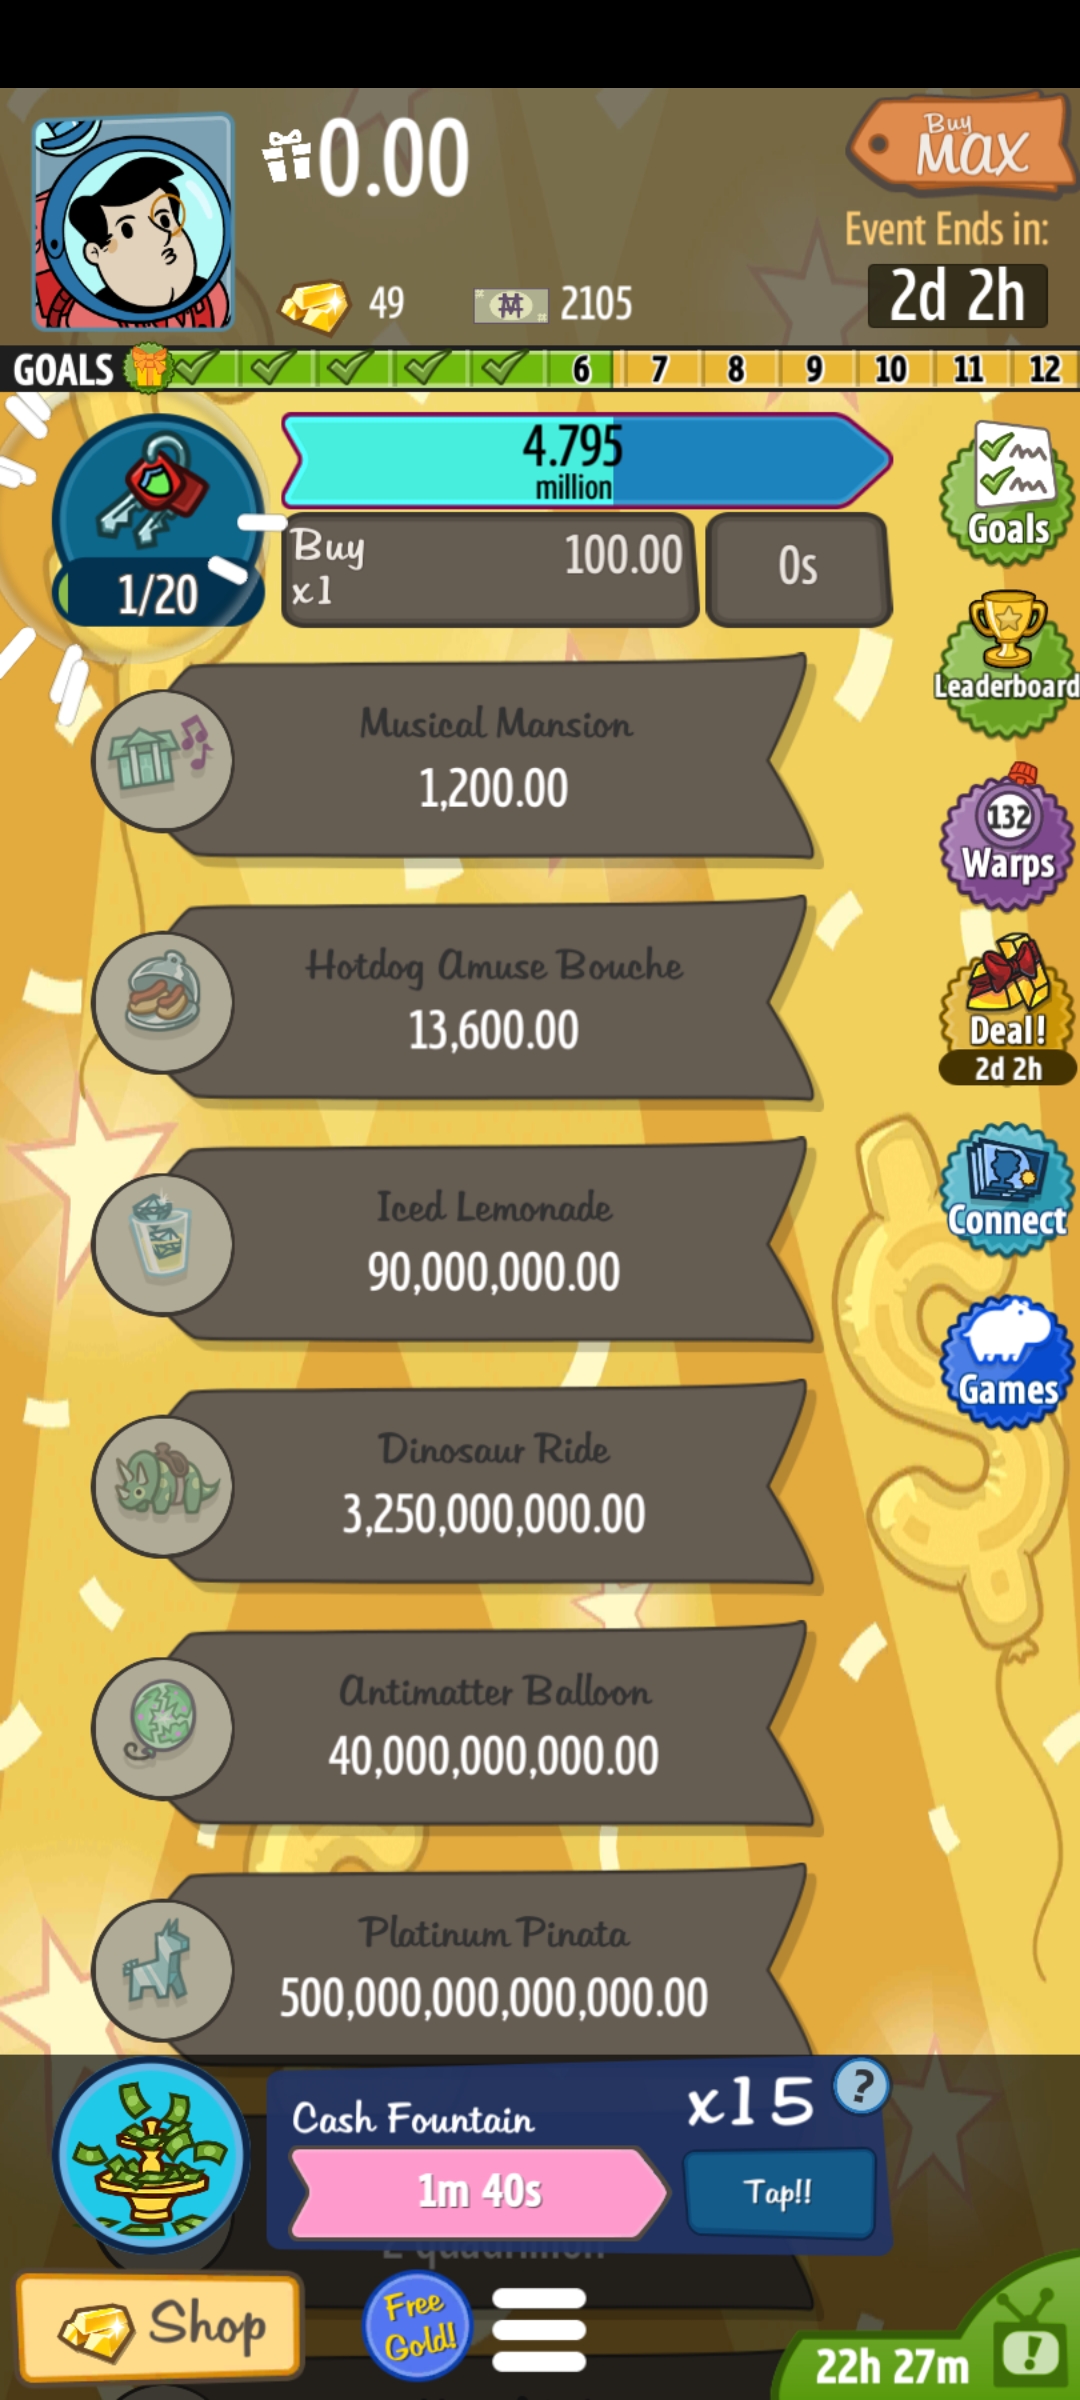 0.00
Buy
MAX
Event Ends in:
2d 2h
49
2105
GOALS 6 7 8 9 10 11 12
4.795
million
1/20
Buy
x1
100.00
0s
Goals
Leaderboard
Musical Mansion
1,200.00
132
Warps
Hotdog Amuse Bouche
13,600.00
Deal!
2d 2h
Iced Lemonade
90,000,000.00
Connect
Dinosaur Ride
3,250,000,000.00
Games
Antimatter Balloon
40,000,000,000.00
Platinum Pinata
500,000,000,000,000.00
Cash Fountain
x15
?
1m 40s
Tap!!
2 quadrillion
Shop
Free
Gold!
22h 27m
!